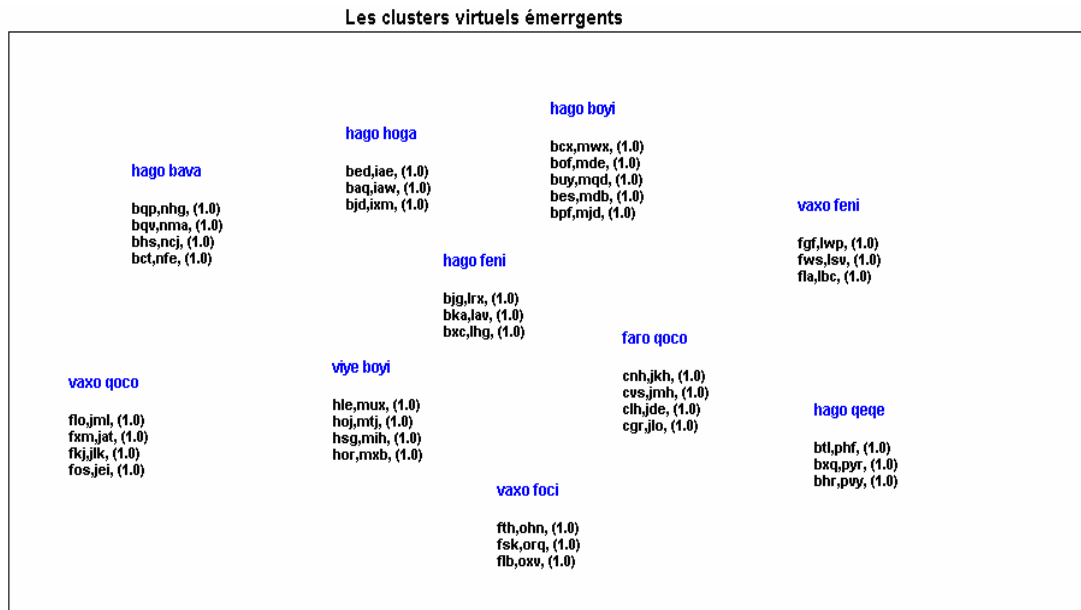 Les clusters virtuels émerrgents
hago bava
bqp,nhg, (1.0)
bqv,nma, (1.0)
bhs,ncj, (1.0)
bct,nfe, (1.0)
hago hoga
bed,iae, (1.0)
baq,iaw, (1.0)
bjd,ixm, (1.0)
hago boyi
bcx,mwx, (1.0)
bof,mde, (1.0)
buy,mqd, (1.0)
bes,mdb, (1.0)
bpf,mjd, (1.0)
vaxo feni
fgf,lwp, (1.0)
fws,lsv, (1.0)
fla,lbc, (1.0)
hago feni
bjg,lrx, (1.0)
bka,lav, (1.0)
bxc,lhg, (1.0)
vaxo qoco
flo,jml, (1.0)
fxm,jat, (1.0)
fkj,jlk, (1.0)
fos,jei, (1.0)
viye boyi
hle,mux, (1.0)
hoj,mtj, (1.0)
hsg,mih, (1.0)
hor,mxb, (1.0)
faro qoco
cnh,jkh, (1.0)
cvs,jmh, (1.0)
clh,jde, (1.0)
cgr,jlo, (1.0)
hago qeqe
btl,phf, (1.0)
bxq,pyr, (1.0)
bhr,pvy, (1.0)
vaxo foci
fth,ohn, (1.0)
fsk,orq, (1.0)
flb,oxv, (1.0)